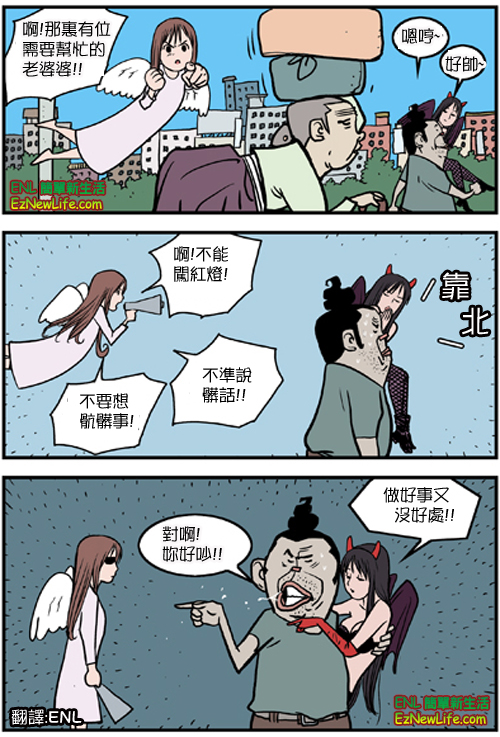 啊!那裏有位
需要幫忙的
老婆婆!!
嗯哼~
好帥~
ENL 簡單新生活
EzNewLife.com
啊!不能
闖紅燈!
靠
北
不準說
髒話!!
不要想
骯髒事!
做好事又
沒好處!!
對啊!
妳好吵!!
翻譯:ENL
ENL 簡單新生活
EzNewLife.com